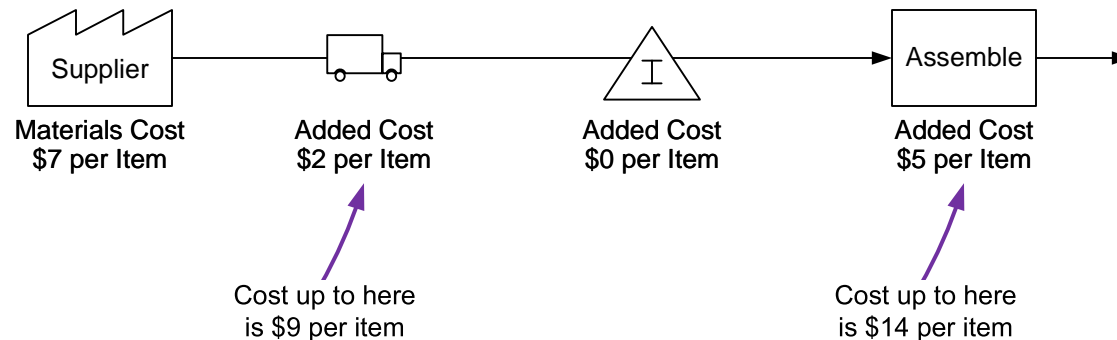 Supplier
I
Assemble
Materials Cost
$7 per Item
Added Cost
$2 per Item
Added Cost
$0 per Item
Added Cost
$5 per Item
Cost up to here
is $9 per item
Cost up to here
is $14 per item